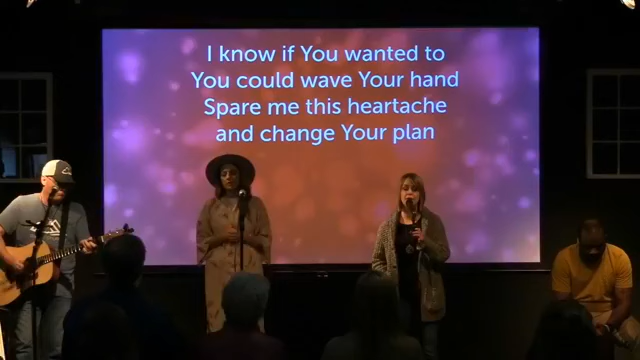 I know if You wanted to
You could wave Your hand
Spare me this heartache
and change Your plan